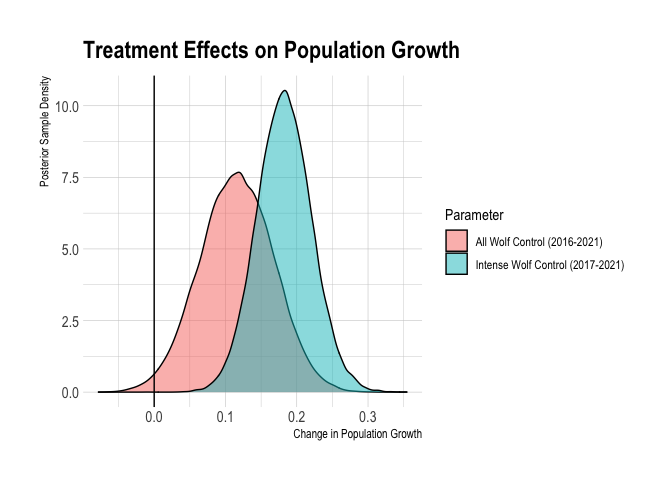 Treatment Effects on Population Growth
Posterior Sample Density
10.0
7.5
5.0
2.5
0.0
0.0 0.1 0.2 0.3
Change in Population Growth
Parameter
All Wolf Control (2016-2021)
Intense Wolf Control (2017-2021)